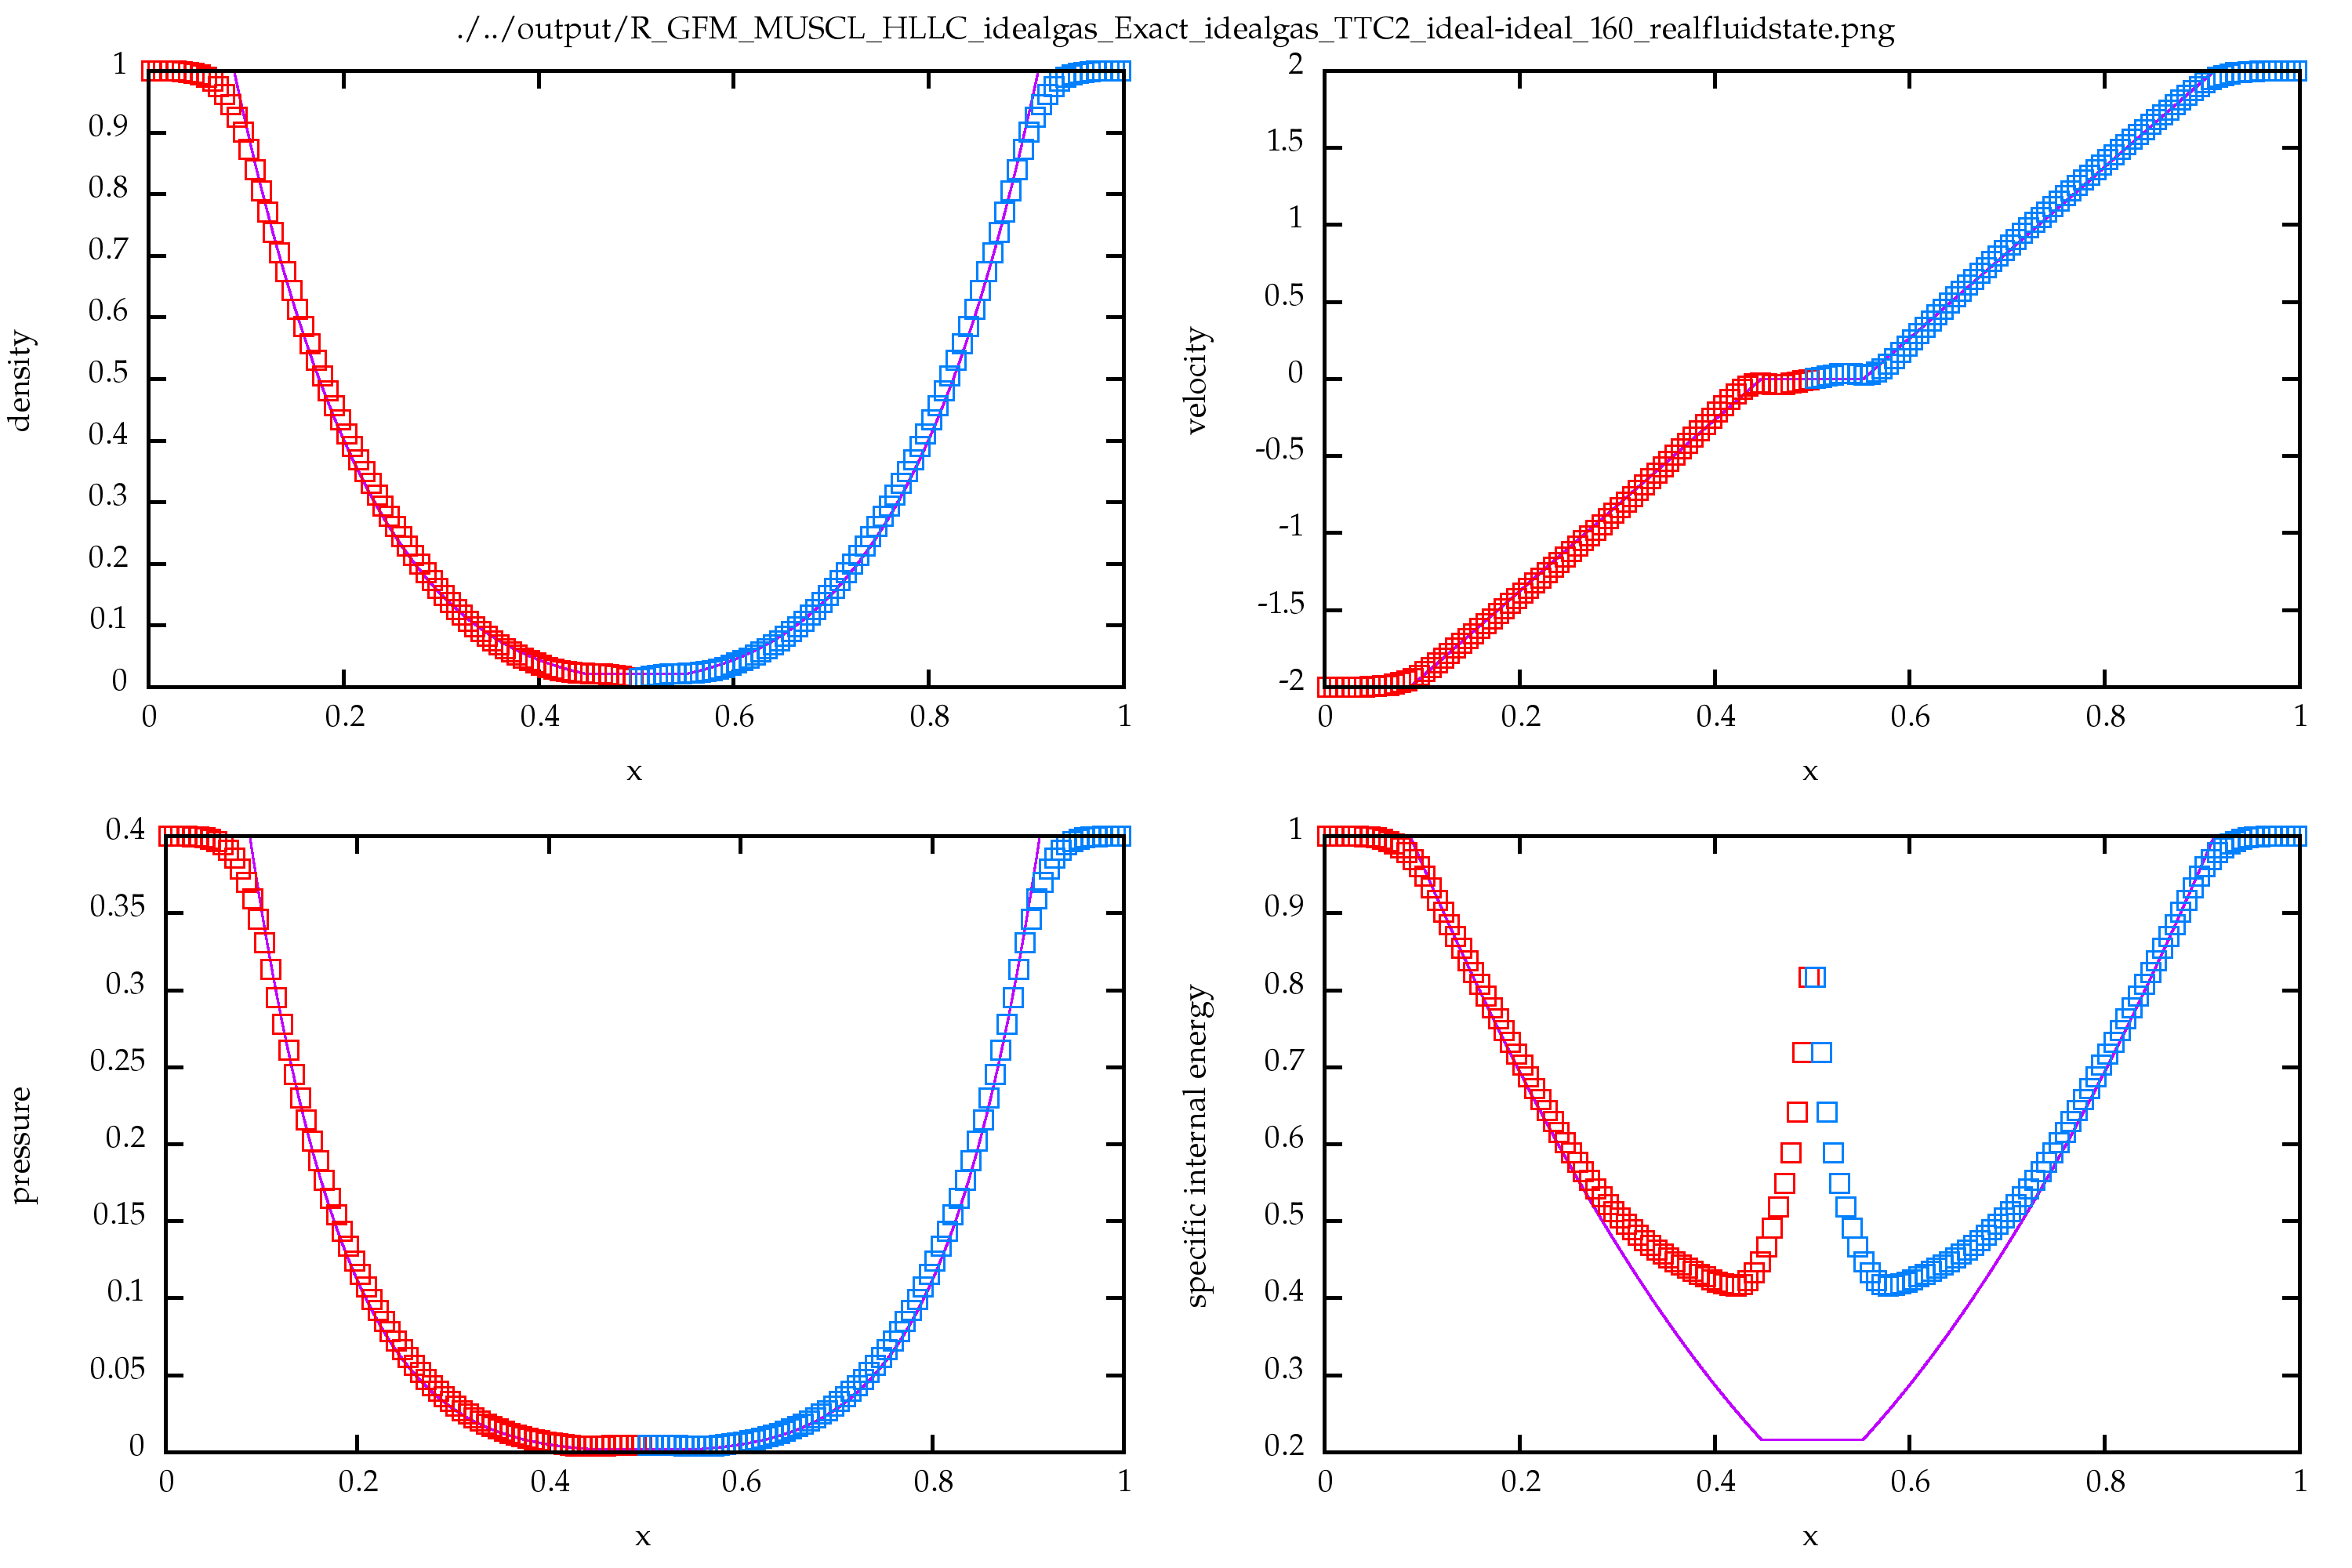 ./../output/R_GFM_MUSCL_HLLC_idealgas_Exact_idealgas_TTC2_ideal-ideal_160_realfluidstate.png
1
0.9
0.8
0.7
0.6
0.5
0.4
0.3
0.2
0.1
0
density
0 0.2 0.4 0.6 0.8 1
x
2
1.5
1
0.5
0
-0.5
-1
-1.5
-2
velocity
0 0.2 0.4 0.6 0.8 1
x
0.4
0.35
0.3
0.25
0.2
0.15
0.1
0.05
0
pressure
0 0.2 0.4 0.6 0.8 1
x
1
0.9
0.8
0.7
0.6
0.5
0.4
0.3
0.2
specific internal energy
0 0.2 0.4 0.6 0.8 1
x